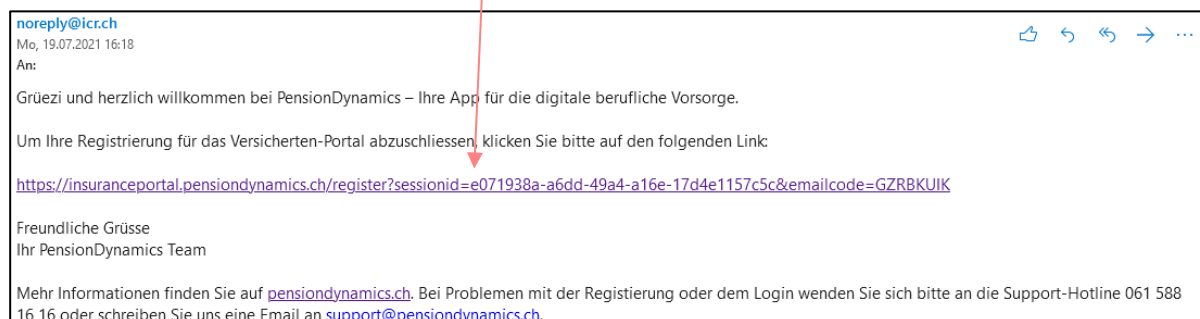 noreply@icr.ch
Mo, 19.07.2021 16:18
An:
Grüezi und herzlich willkommen bei PensionDynamics – Ihre App für die digitale berufliche Vorsorge.
Um Ihre Registrierung für das Versicherten-Portal abzuschliessen, klicken Sie bitte auf den folgenden Link:
https://insuranceportal.pensiondynamics.ch/register?sessionid=e071938a-a6dd-49a4-a16e-17d4e1157c5c&emailcode=GZRBKUIK
Freundliche Grüsse
Ihr PensionDynamics Team
Mehr Informationen finden Sie auf pensiondynamics.ch. Bei Problemen mit der Registierung oder dem Login wenden Sie sich bitte an die Support-Hotline 061 588
16 16 oder schreiben Sie uns eine Email an support@pensiondynamics.ch.